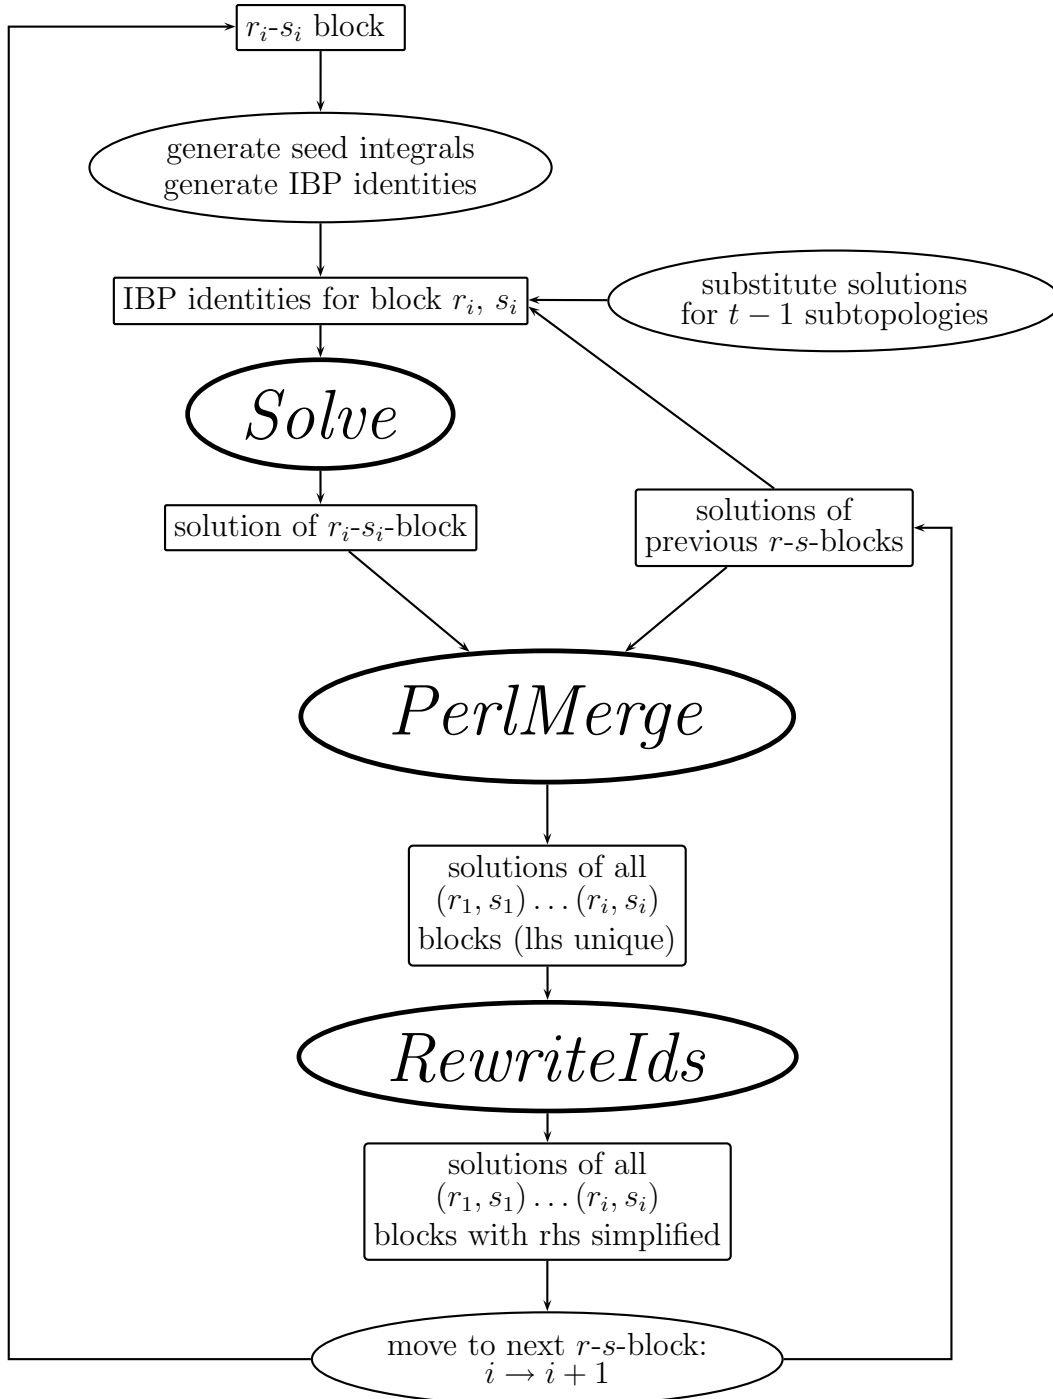 r_i-s_i block
generate seed integrals
generate IBP identities
IBP identities for block r_i, s_i
substitute solutions
for t − 1 subtopologies
Solve
solution of r_i-s_i-block
solutions of
previous r-s-blocks
PerlMerge
solutions of all
(r_1, s_1) … (r_i, s_i)
blocks (lhs unique)
RewriteIds
solutions of all
(r_1, s_1) … (r_i, s_i)
blocks with rhs simplified
move to next r-s-block:
i → i + 1